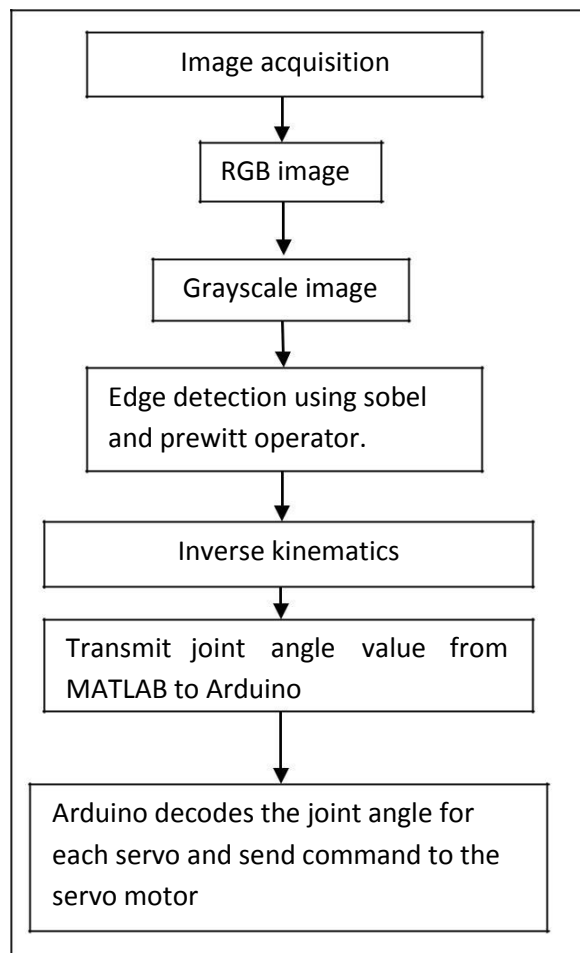 Image acquisition
RGB image
Grayscale image
Edge detection using sobel
and prewitt operator.
Inverse kinematics
Transmit joint angle value from
MATLAB to Arduino
Arduino decodes the joint angle for
each servo and send command to the
servo motor